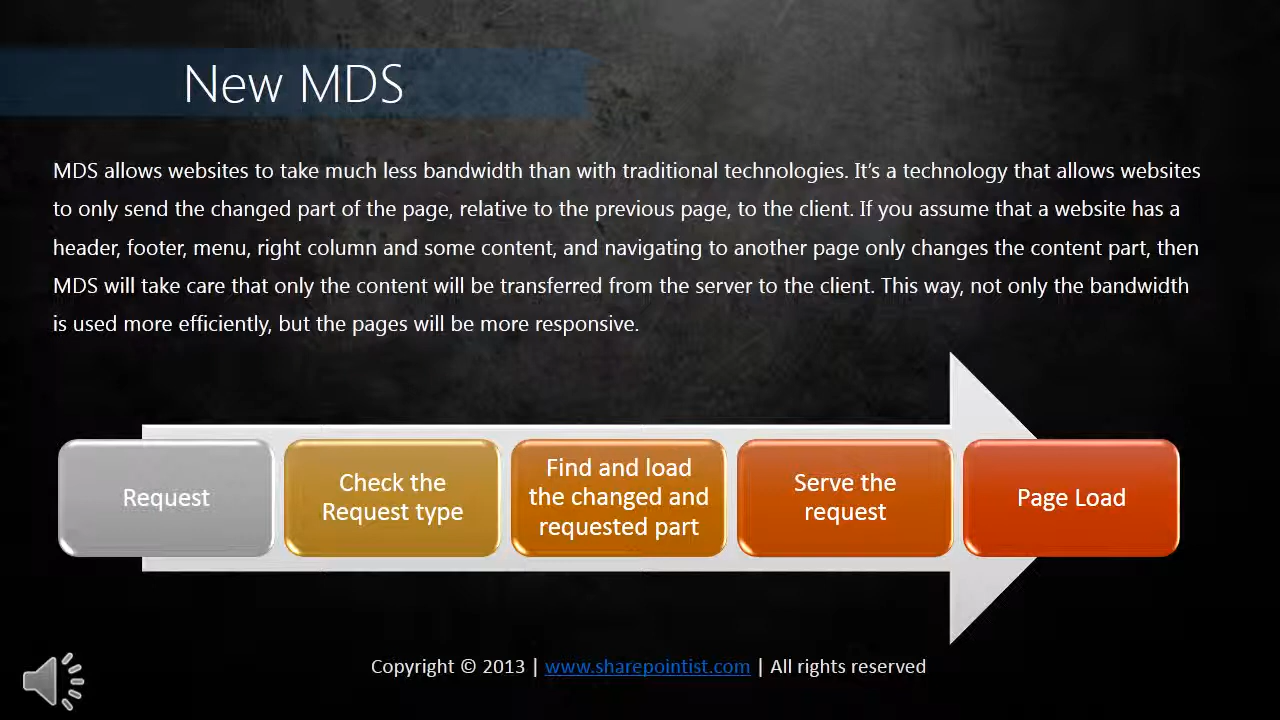 New MDS
MDS allows websites to take much less bandwidth than with traditional technologies. It's a technology that allows websites
to only send the changed part of the page, relative to the previous page, to the client. If you assume that a website has a
header, footer, menu, right column and some content, and navigating to another page only changes the content part, then
MDS will take care that only the content will be transferred from the server to the client. This way, not only the bandwidth
is used more efficiently, but the pages will be more responsive.
Request
Check the
Request type
Find and load
the changed and
requested part
Serve the
request
Page Load
Copyright © 2013 | www.sharepointist.com | All rights reserved